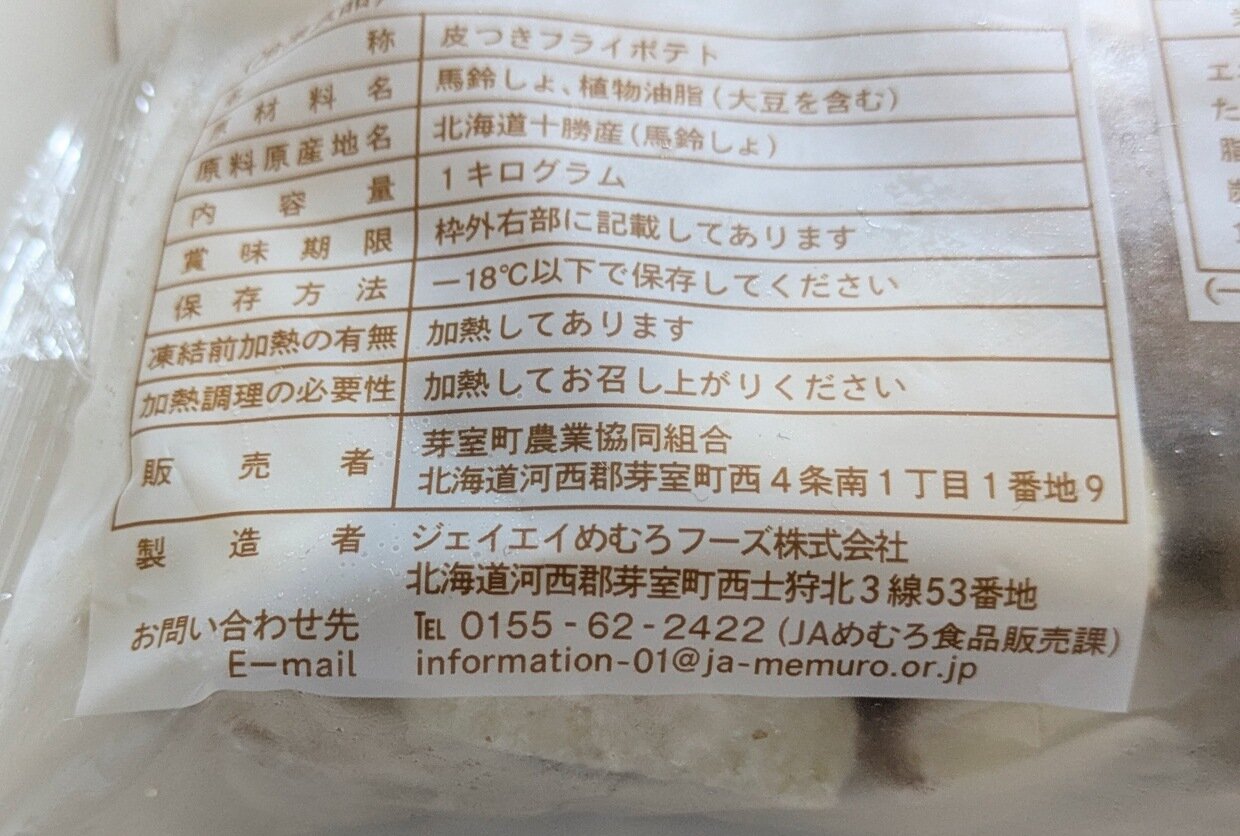 称 皮つきフライポテト
材料名 馬鈴しょ、植物油脂(大豆を含む)
原料原産地名 北海道十勝産(馬鈴しょ)
内容量 1キログラム
賞味期限 枠外右部に記載してあります
保存方法 −18℃以下で保存してください
凍結前加熱の有無 加熱してあります
加熱調理の必要性 加熱してお召し上がりください
販売者 芽室町農業協同組合
北海道河西郡芽室町西4条南1丁目1番地9
製造者 ジェイエイめむろフーズ株式会社
北海道河西郡芽室町西士狩北3線53番地
お問い合わせ先 TEL 0155-62-2422(JAめむろ食品販売課)
E-mail information-01@ja-memuro.or.jp
エ
た
脂
(一